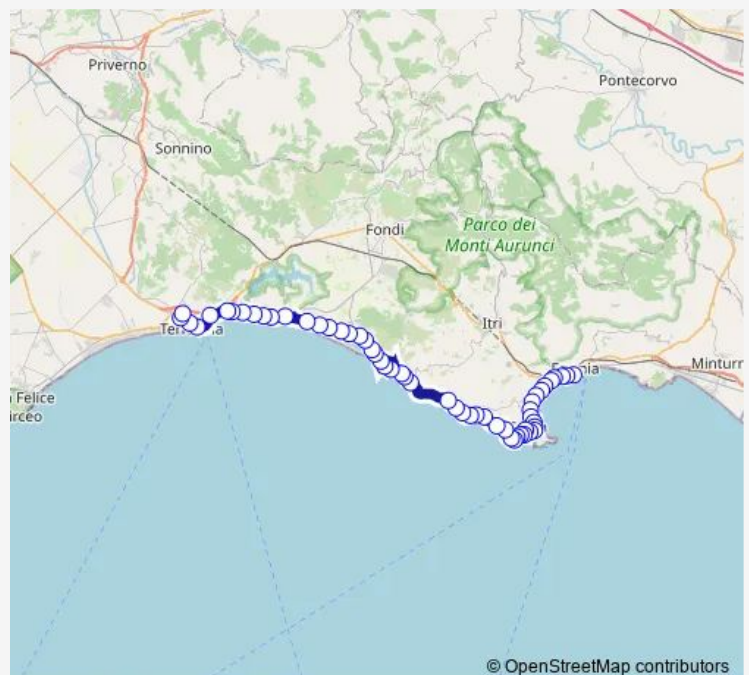 Priverno
Pontecorvo
Sonnino
Fondi
Parco dei
Monti Aurunci
Itri
Minturn
Felice
irceo
© OpenStreetMap contributors